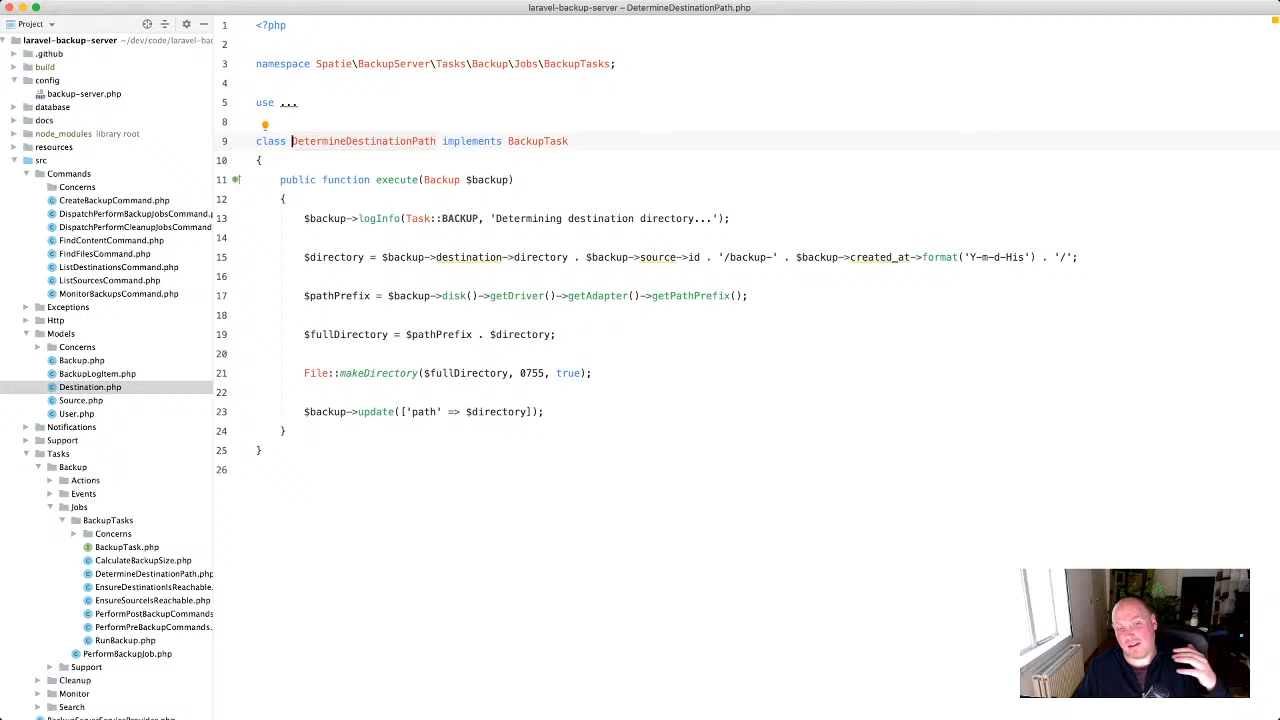 laravel-backup-server – DetermineDestinationPath.php
Project
laravel-backup-server ~/dev/code/laravel-bac
.github
build
config
backup-server.php
database
docs
node_modules library root
resources
src
Commands
Concerns
CreateBackupCommand.php
DispatchPerformBackupJobsCommand.p
DispatchPerformCleanupJobsCommand
FindContentCommand.php
FindFilesCommand.php
ListDestinationsCommand.php
ListSourcesCommand.php
MonitorBackupsCommand.php
Exceptions
Http
Models
Concerns
Backup.php
BackupLogItem.php
Destination.php
Source.php
User.php
Notifications
Support
Tasks
Backup
Actions
Events
Jobs
BackupTasks
Concerns
BackupTask.php
CalculateBackupSize.php
DetermineDestinationPath.php
EnsureDestinationIsReachable.
EnsureSourceIsReachable.php
PerformPostBackupCommands
PerformPreBackupCommands.
RunBackup.php
PerformBackupJob.php
Support
Cleanup
Monitor
Search
BackupServerServiceProvider.php
1 <?php
2
3 namespace Spatie\BackupServer\Tasks\Backup\Jobs\BackupTasks;
4
5 use ...
8
9 class DetermineDestinationPath implements BackupTask
10 {
11 public function execute(Backup $backup)
12 {
13 $backup->logInfo(Task::BACKUP, 'Determining destination directory...');
14
15 $directory = $backup->destination->directory . $backup->source->id . '/backup-' . $backup->created_at->format('Y-m-d-His') . '/';
16
17 $pathPrefix = $backup->disk()->getDriver()->getAdapter()->getPathPrefix();
18
19 $fullDirectory = $pathPrefix . $directory;
20
21 File::makeDirectory($fullDirectory, 0755, true);
22
23 $backup->update(['path' => $directory]);
24 }
25 }
26